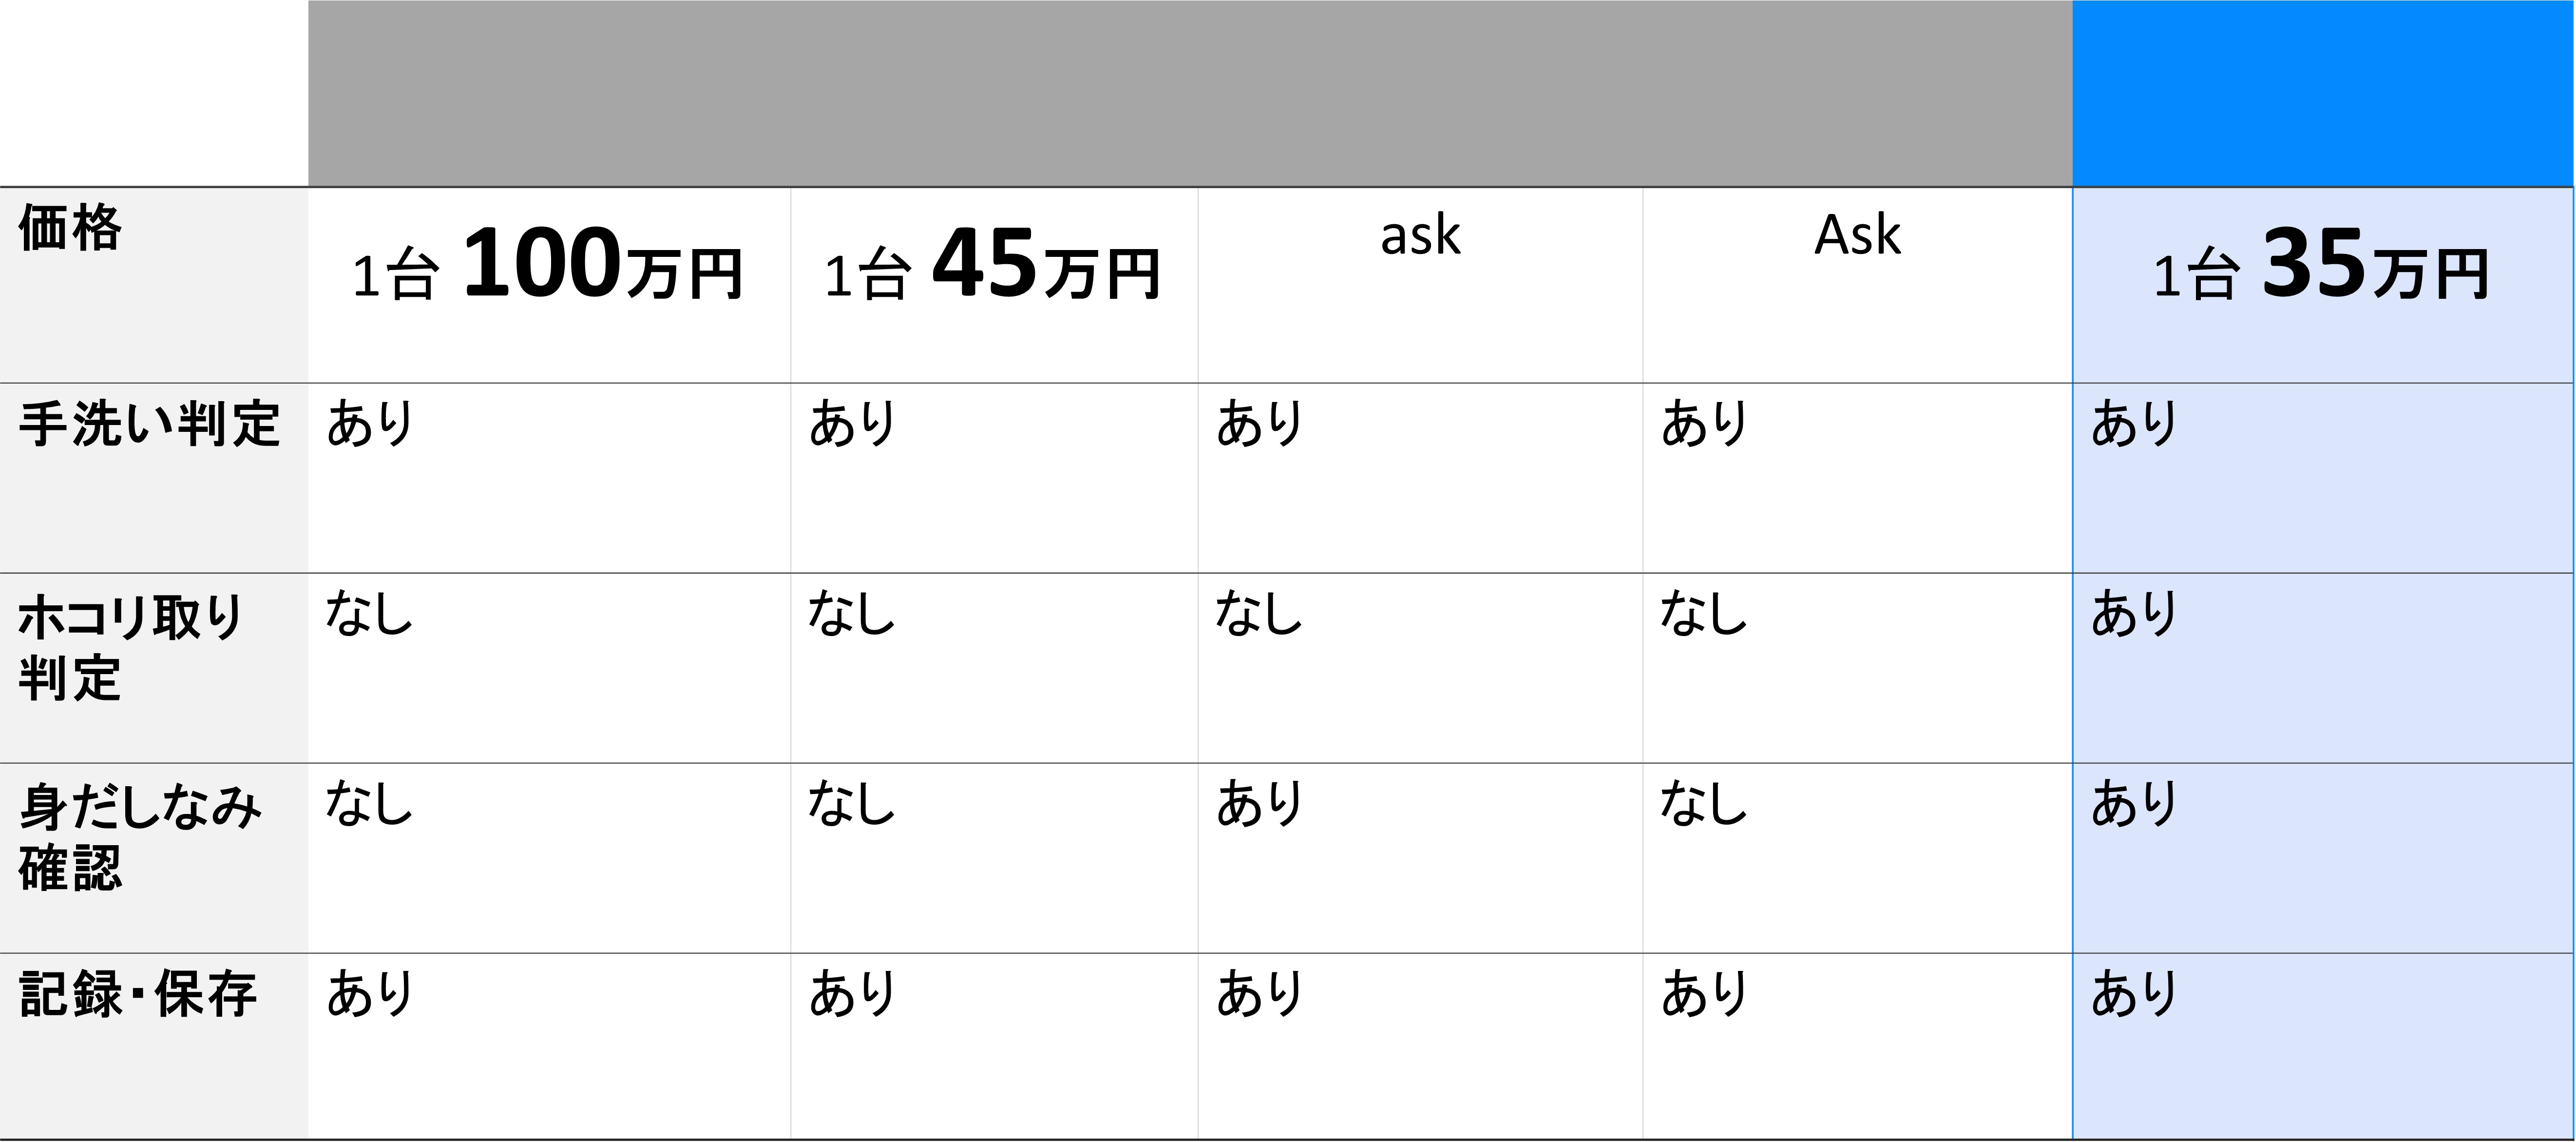 価格 1台 100万円 1台 45万円 ask Ask 1台 35万円
手洗い判定 あり あり あり あり あり
ホコリ取り なし なし なし なし あり
判定
身だしなみ なし なし あり なし あり
確認
記録・保存 あり あり あり あり あり